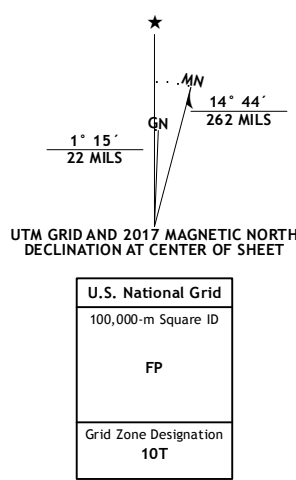 ★
MN
GN
14° 44´
262 MILS
1° 15´
22 MILS
UTM GRID AND 2017 MAGNETIC NORTH
DECLINATION AT CENTER OF SHEET
U.S. National Grid
100,000-m Square ID
FP
Grid Zone Designation
10T